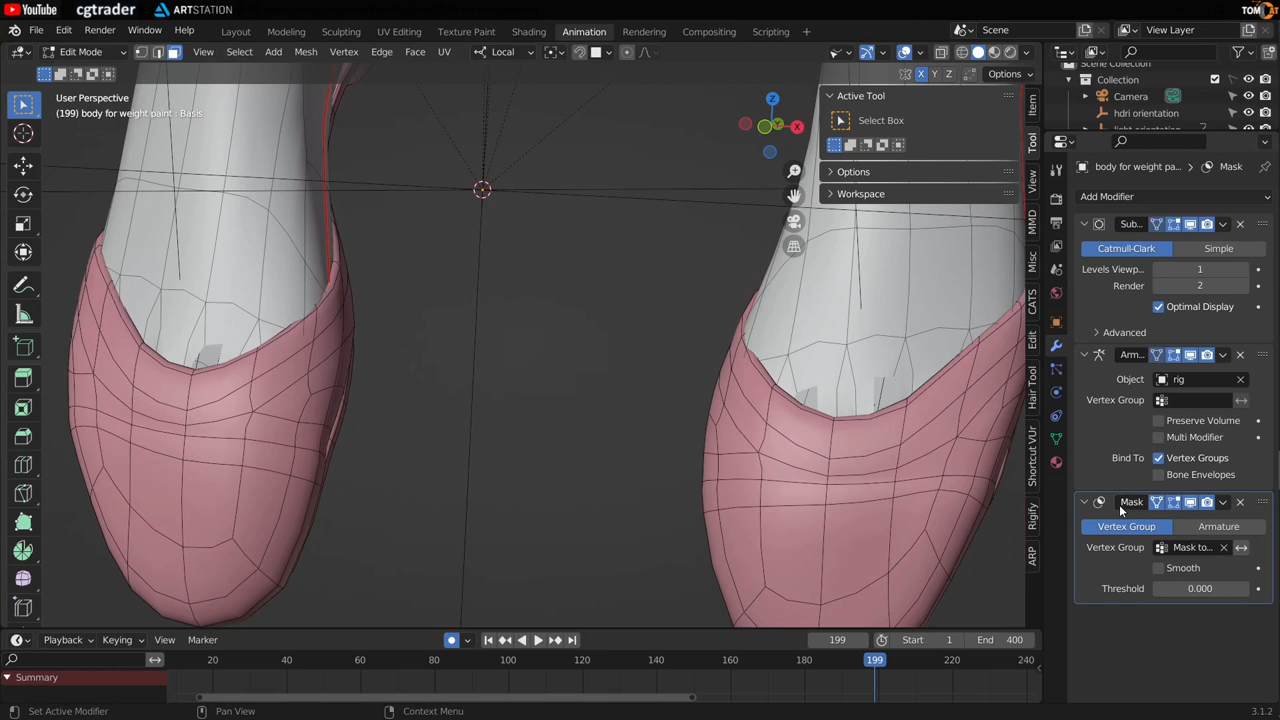 YouTube cgtrader ARTSTATION TOMCAT
File Edit Render Window Help Layout Modeling Sculpting UV Editing Texture Paint Shading Animation Rendering Compositing Scripting + Scene View Layer
Edit Mode View Select Add Mesh Vertex Edge Face UV Local
Scene Collection
X Y Z Options
Collection
Camera
hdri orientation
User Perspective
(199) body for weight paint : Basis
Active Tool
Select Box
Options
Workspace
Z
X
Item
Tool
View
MMD
Misc
CATS
Edit
Hair Tool
Shortcut VUr
Rigify
ARP
body for weight pa... Mask
Add Modifier
Sub...
Catmull-Clark Simple
Levels Viewp... 1
Render 2
Optimal Display
Advanced
Arm...
Object rig
Vertex Group
Preserve Volume
Multi Modifier
Bind To Vertex Groups
Bone Envelopes
Mask
Vertex Group Armature
Vertex Group Mask to...
Smooth
Threshold 0.000
Playback Keying View Marker 199 Start 1 End 400
20 40 60 80 100 120 140 160 199 220 240
Summary
Set Active Modifier Pan View Context Menu 3.1.2